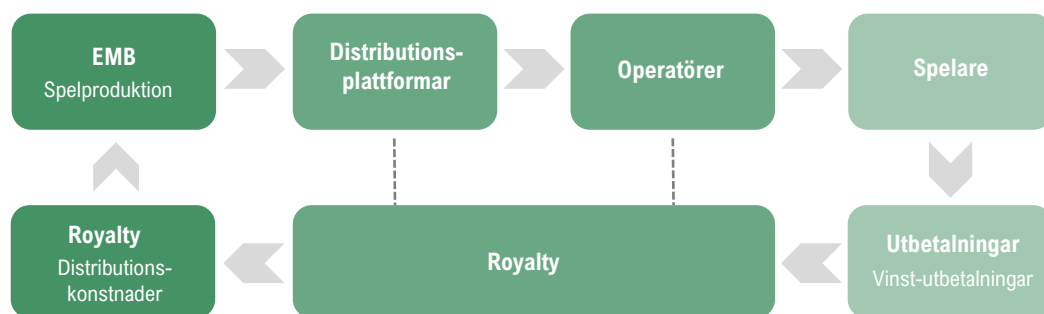 EMB
Spelproduktion
Distributions-
plattformar
Operatörer
Spelare
Royalty
Distributions-
konstnader
Royalty
Utbetalningar
Vinst-utbetalningar